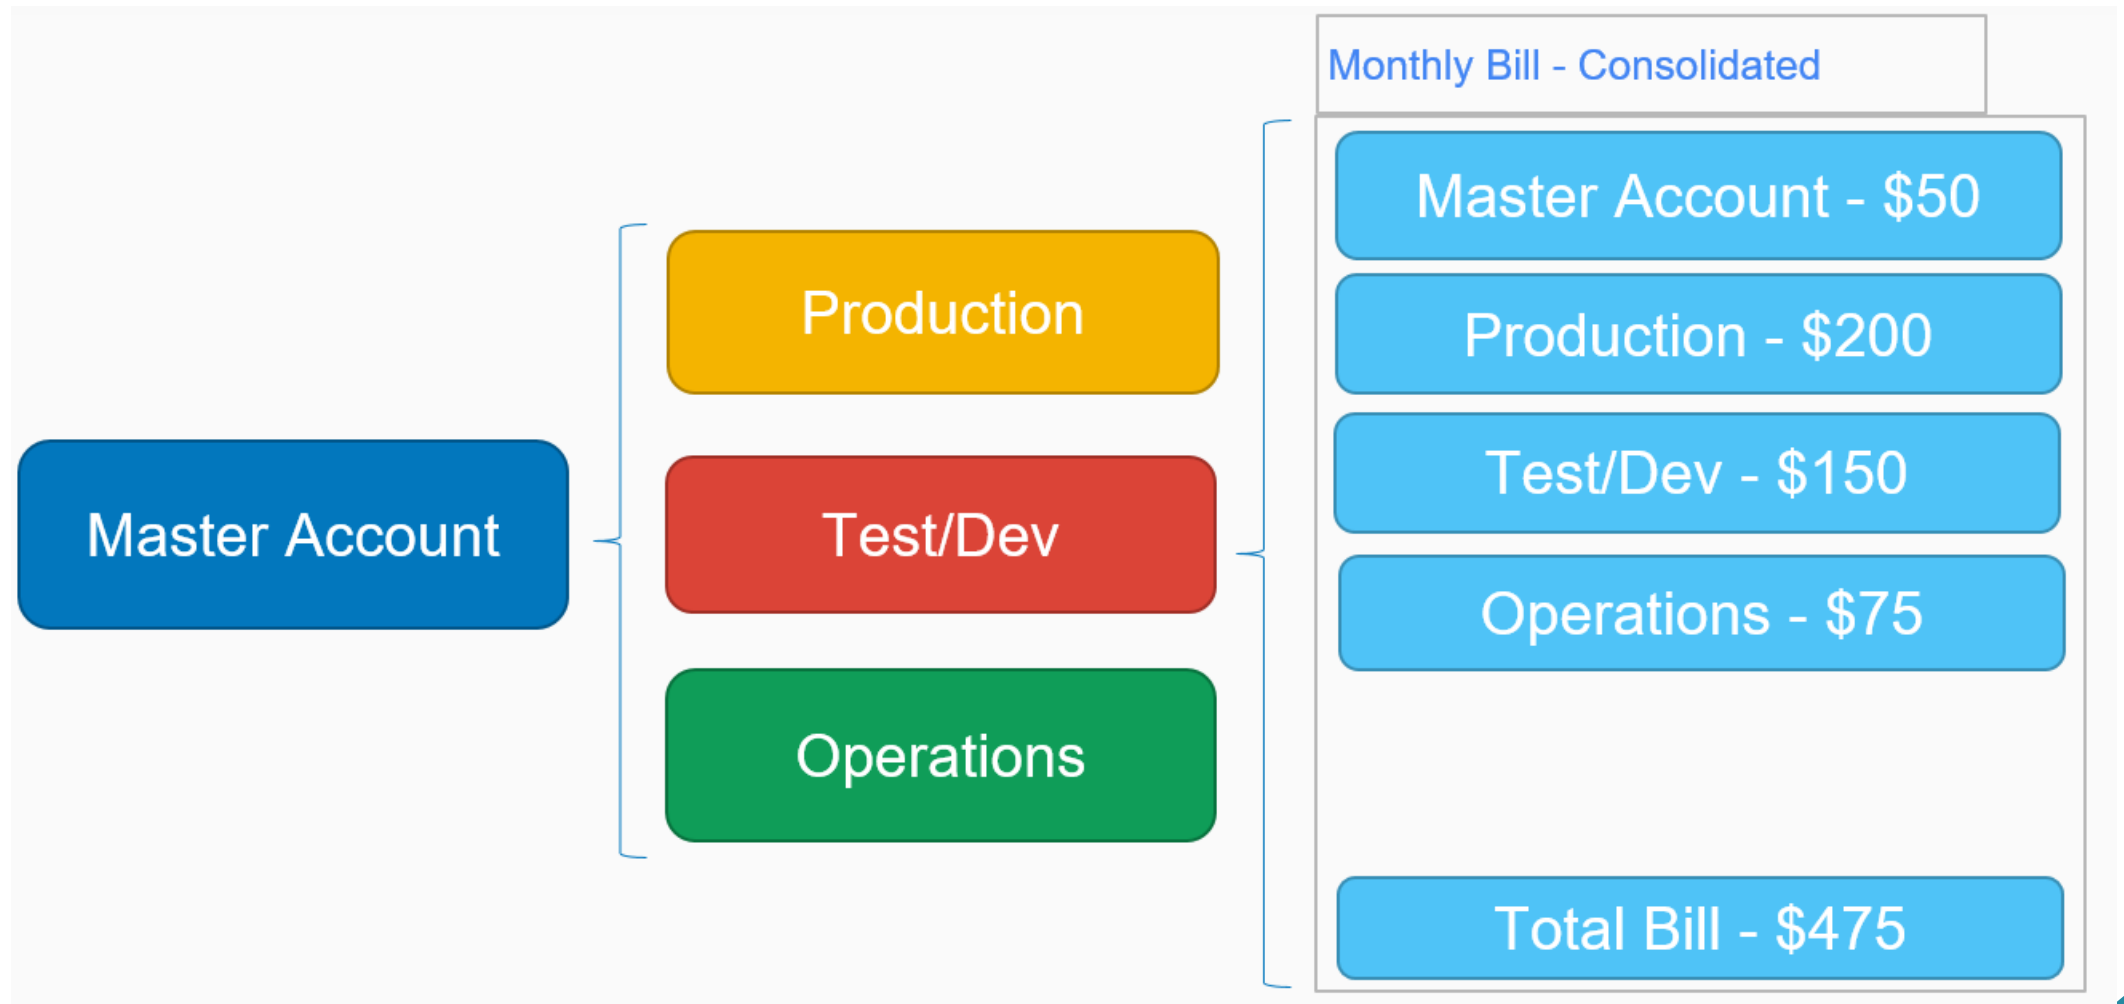 Monthly Bill - Consolidated
Master Account
Production
Test/Dev
Operations
Master Account - $50
Production - $200
Test/Dev - $150
Operations - $75
Total Bill - $475